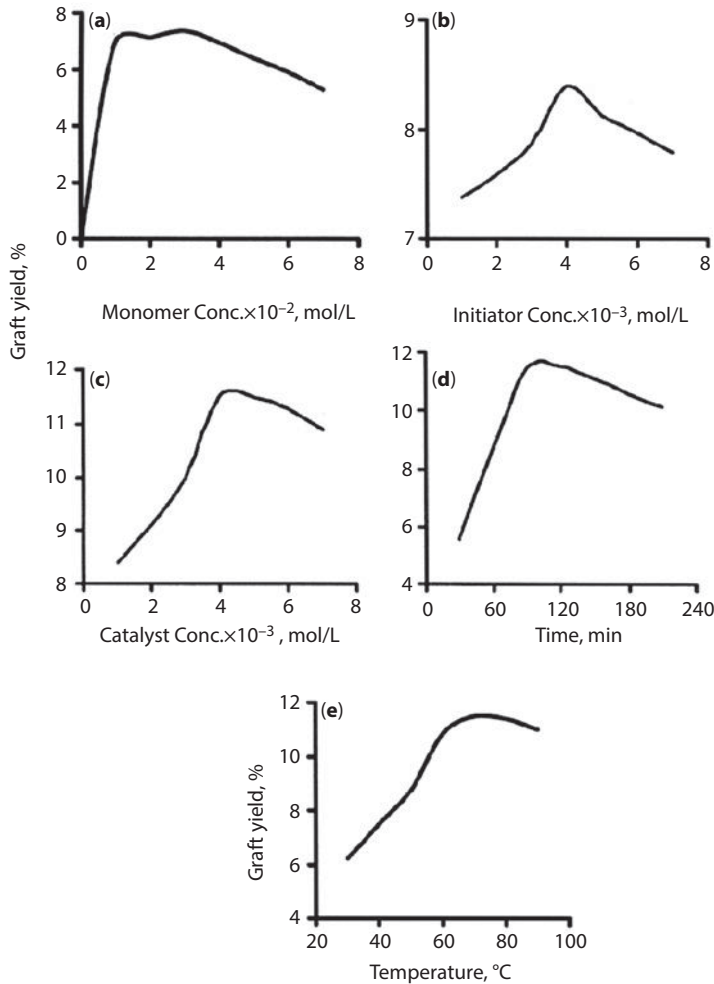 (a)
8
6
4
2
0
0 2 4 6 8
Monomer Conc.×10⁻², mol/L
(b)
9
8
7
0 2 4 6 8
Initiator Conc.×10⁻³, mol/L
Graft yield, %
(c)
12
11
10
9
8
0 2 4 6 8
Catalyst Conc.×10⁻³ , mol/L
(d)
12
10
8
6
4
0 60 120 180 240
Time, min
(e)
12
10
8
6
4
Graft yield, %
20 40 60 80 100
Temperature, °C